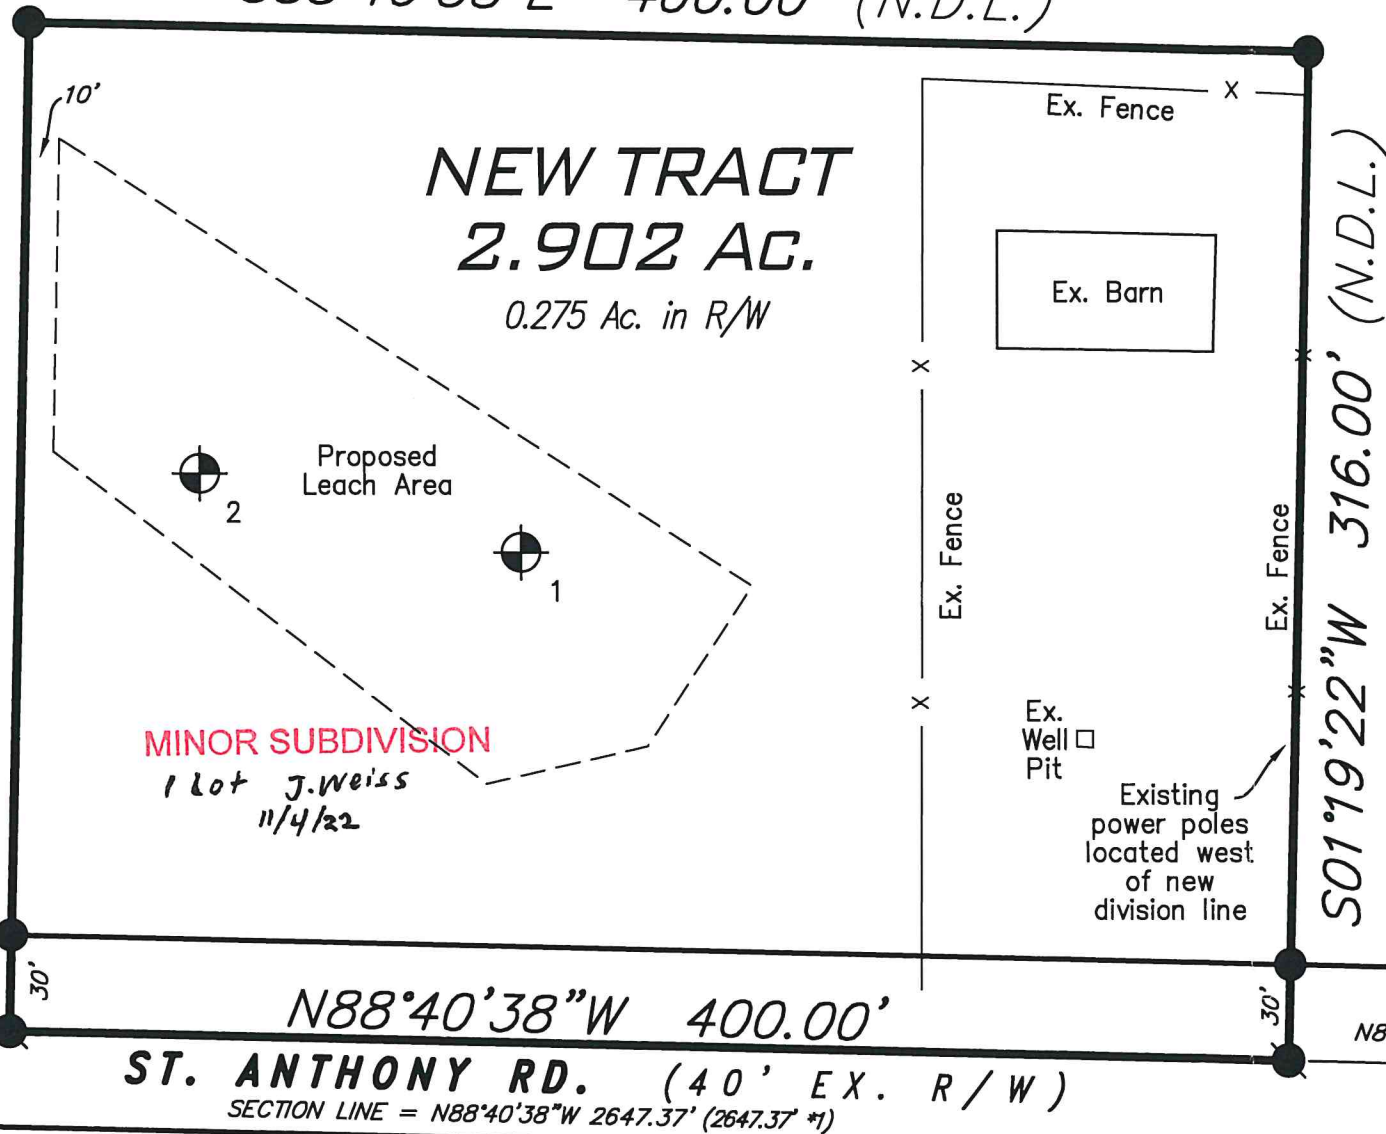 400.00' (N.D.L.)
10'
NEW TRACT
2.902 AC.
0.275 Ac. in R/W
Ex. Fence
X
Ex. Barn
X
X
Proposed
Leach Area
2
1
Ex. Fence
Ex. Fence
S01°19'22"W 316.00' (N.D.L.)
X
X
Ex.
Well
Pit
MINOR SUBDIVISION
1 Lot J. Weiss
11/4/22
Existing
power poles
located west
of new
division line
30'
N88°40'38"W 400.00'
30'
N8
ST. ANTHONY RD. (40' EX. R/W)
SECTION LINE = N88°40'38"W 2647.37' (2647.37' *1)